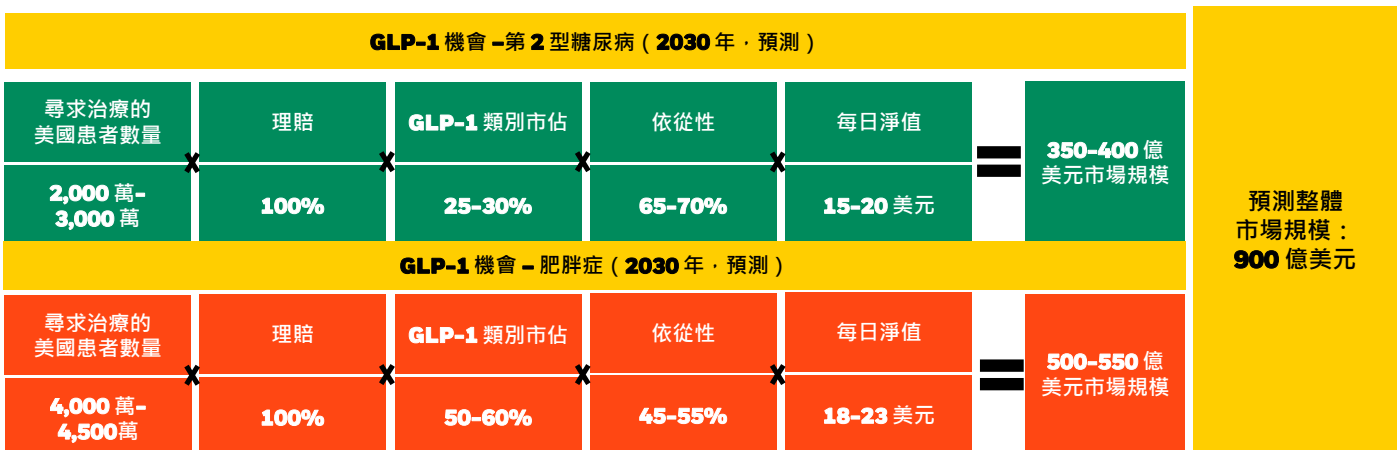 GLP-1 機會 –第 2 型糖尿病 ( 2030 年，預測 )
尋求治療的
美國患者數量
理賠
GLP-1 類別市佔
依從性
每日淨值
2,000 萬-
3,000 萬
100%
25-30%
65-70%
15-20 美元
350-400 億
美元市場規模
GLP-1 機會 – 肥胖症 ( 2030 年，預測 )
尋求治療的
美國患者數量
理賠
GLP-1 類別市佔
依從性
每日淨值
4,000 萬-
4,500萬
100%
50-60%
45-55%
18-23 美元
500-550 億
美元市場規模
預測整體
市場規模：
900 億美元